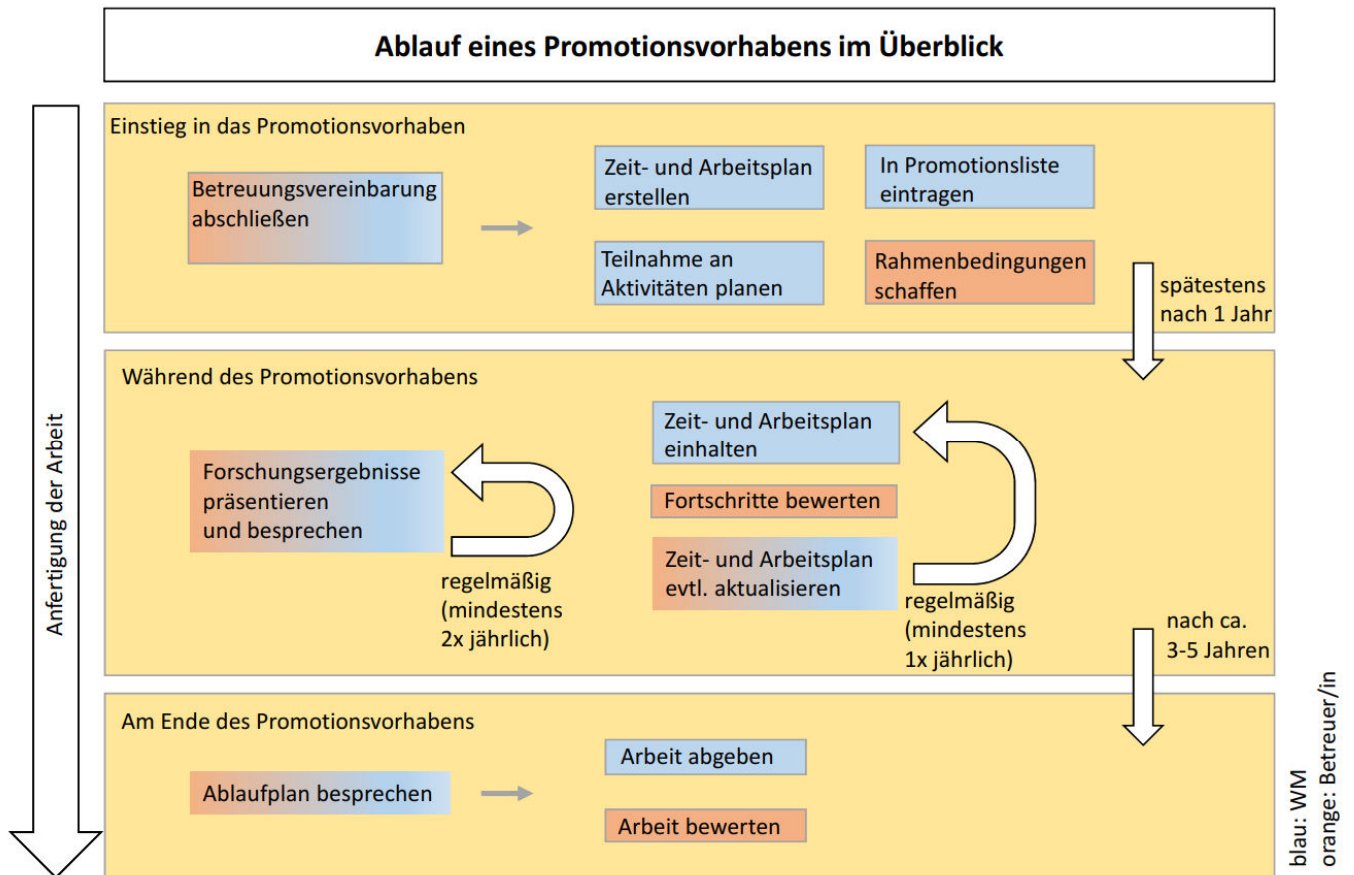 Ablauf eines Promotionsvorhabens im Überblick
Anfertigung der Arbeit
Einstieg in das Promotionsvorhaben
Betreuungsvereinbarung
abschließen
Zeit- und Arbeitsplan
erstellen
In Promotionsliste
eintragen
Teilnahme an
Aktivitäten planen
Rahmenbedingungen
schaffen
spätestens
nach 1 Jahr
Während des Promotionsvorhabens
Forschungsergebnisse
präsentieren
und besprechen
regelmäßig
(mindestens
2x jährlich)
Zeit- und Arbeitsplan
einhalten
Fortschritte bewerten
Zeit- und Arbeitsplan
evtl. aktualisieren
regelmäßig
(mindestens
1x jährlich)
nach ca.
3-5 Jahren
Am Ende des Promotionsvorhabens
Ablaufplan besprechen
Arbeit abgeben
Arbeit bewerten
blau: WM
orange: Betreuer/in